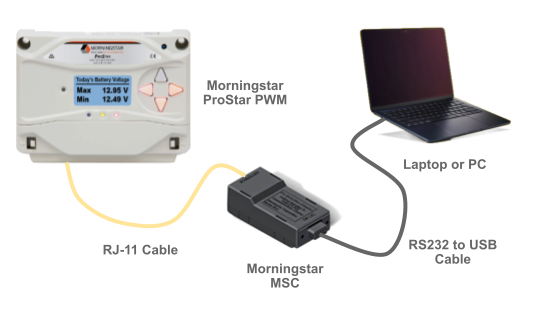 MORNINGSTAR
ProStar
Today's Battery Voltage
Max 12.95 V
Min 12.49 V
Morningstar
ProStar PWM
Laptop or PC
RJ-11 Cable
RS232 to USB
Cable
Morningstar
MSC